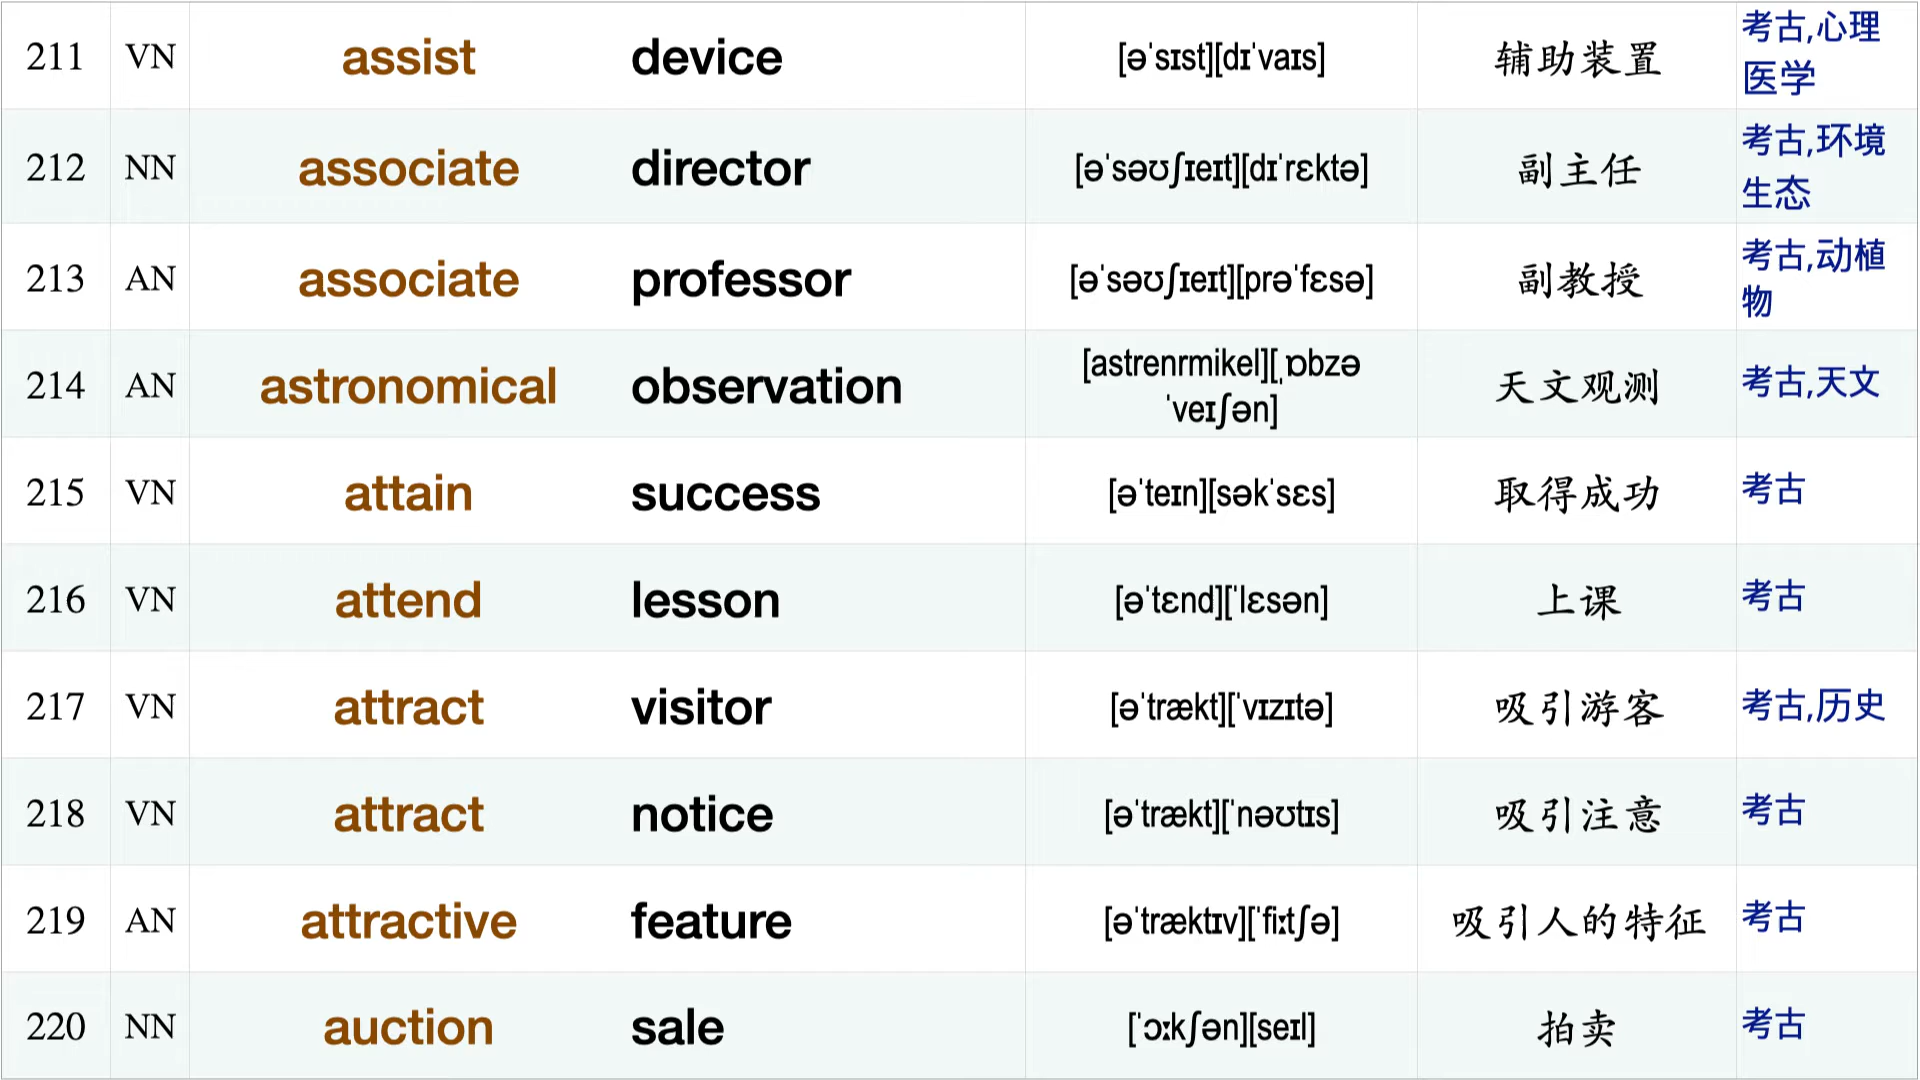 211 VN assist device [əˈsɪst][dɪˈvaɪs] 辅助装置 考古,心理
医学
212 NN associate director [əˈsəʊʃɪeɪt][dɪˈrɛktə] 副主任 考古,环境
生态
213 AN associate professor [əˈsəʊʃɪeɪt][prəˈfɛsə] 副教授 考古,动植
物
214 AN astronomical observation [astrenrmikel][ˌɒbzə
ˈveɪʃən] 天文观测 考古,天文
215 VN attain success [əˈteɪn][səkˈsɛs] 取得成功 考古
216 VN attend lesson [əˈtɛnd][ˈlɛsən] 上课 考古
217 VN attract visitor [əˈtrækt][ˈvɪzɪtə] 吸引游客 考古,历史
218 VN attract notice [əˈtrækt][ˈnəʊtɪs] 吸引注意 考古
219 AN attractive feature [əˈtræktɪv][ˈfiːtʃə] 吸引人的特征 考古
220 NN auction sale [ˈɔːkʃən][seɪl] 拍卖 考古